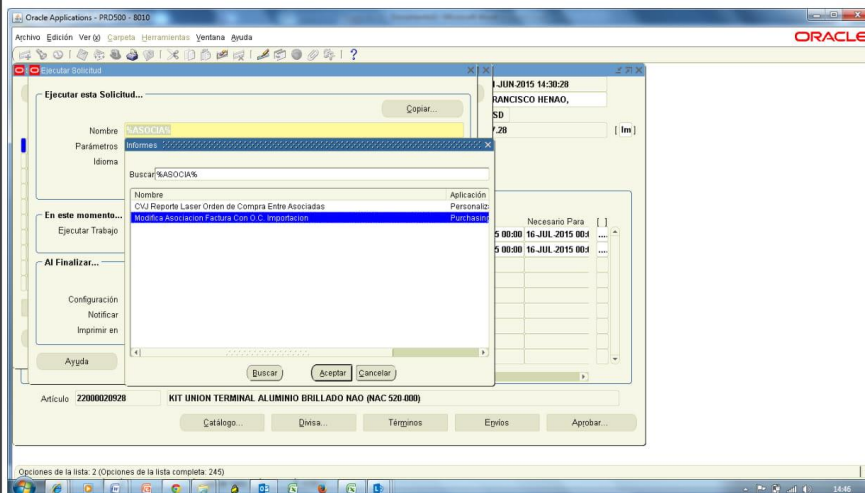 Oracle Applications - PRD500 - 8010
Archivo Edición Ver(x) Carpeta Herramientas Ventana Ayuda
ORACLE
Ejecutar Solicitud
1-JUN-2015 14:30:28
Ejecutar esta Solicitud...
RANCISCO HENAO,
Copiar...
SD
7.28
[ Im ]
Nombre %ASOCIA%
Parámetros
Idioma
Informes
Buscar %ASOCIA%
Nombre Aplicación
CVJ Reporte Laser Orden de Compra Entre Asociadas Personaliz
Modifica Asociacion Factura Con O.C. Importacion Purchasing
En este momento...
Ejecutar Trabajo
Necesario Para [ ]
5 00:00 16-JUL-2015 00:(
5 00:00 16-JUL-2015 00:(
Al Finalizar...
Configuración
Notificar
Imprimir en
Ayuda
Buscar Aceptar Cancelar
Artículo 22000020928 KIT UNION TERMINAL ALUMINIO BRILLADO NAO (NAC 520-000)
Catálogo... Divisa... Términos Envíos Aprobar...
Opciones de la lista: 2 (Opciones de la lista completa: 245)
14:46